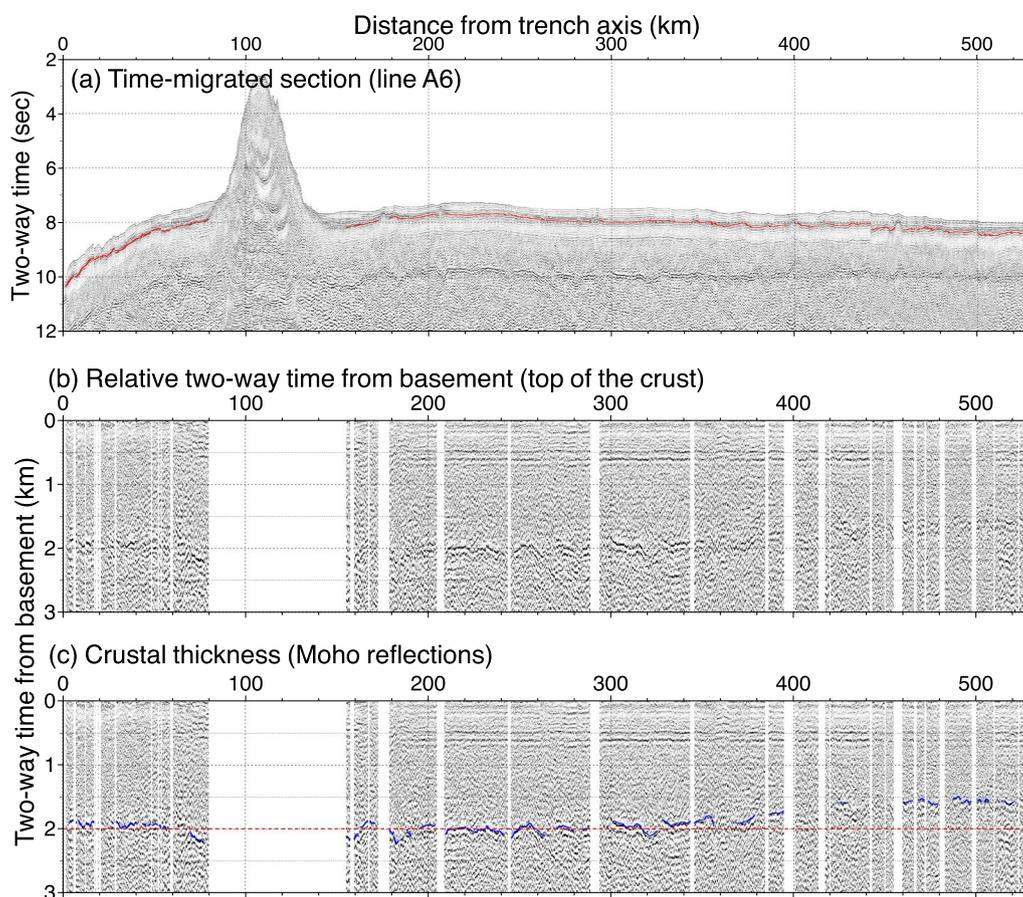 Distance from trench axis (km)
0 100 200 300 400 500
(a) Time-migrated section (line A6)
Two-way time (sec)
2
4
6
8
10
12
(b) Relative two-way time from basement (top of the crust)
0 100 200 300 400 500
0
1
2
3
Two-way time from basement (km)
(c) Crustal thickness (Moho reflections)
0 100 200 300 400 500
0
1
2
3